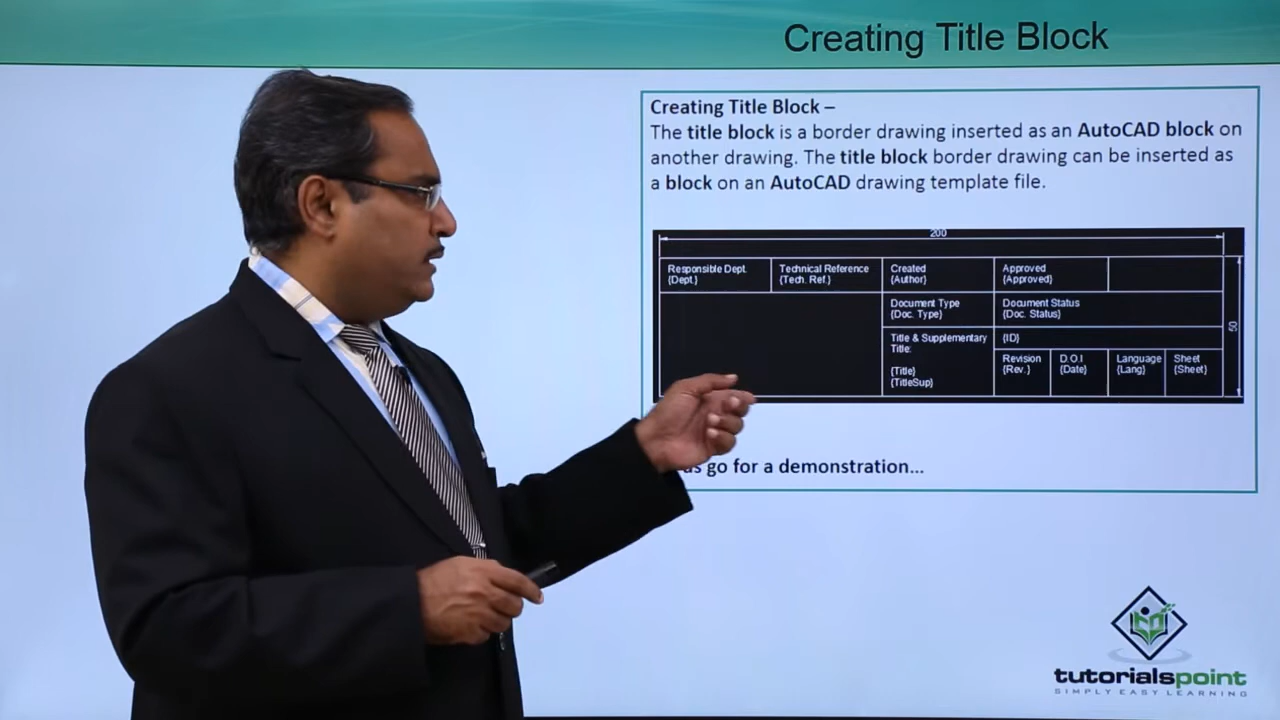 Creating Title Block
Creating Title Block –
The title block is a border drawing inserted as an AutoCAD block on
another drawing. The title block border drawing can be inserted as
a block on an AutoCAD drawing template file.
200
Responsible Dept. Technical Reference Created Approved
{Dept.} {Tech. Ref.} {Author} {Approved}
Document Type Document Status
{Doc. Type} {Doc. Status}
50
Title & Supplementary {ID}
Title:
Revision D.O.I Language Sheet
{Rev.} {Date} {Lang} {Sheet}
{Title}
{TitleSup}
us go for a demonstration...
tutorialspoint
SIMPLY EASY LEARNING